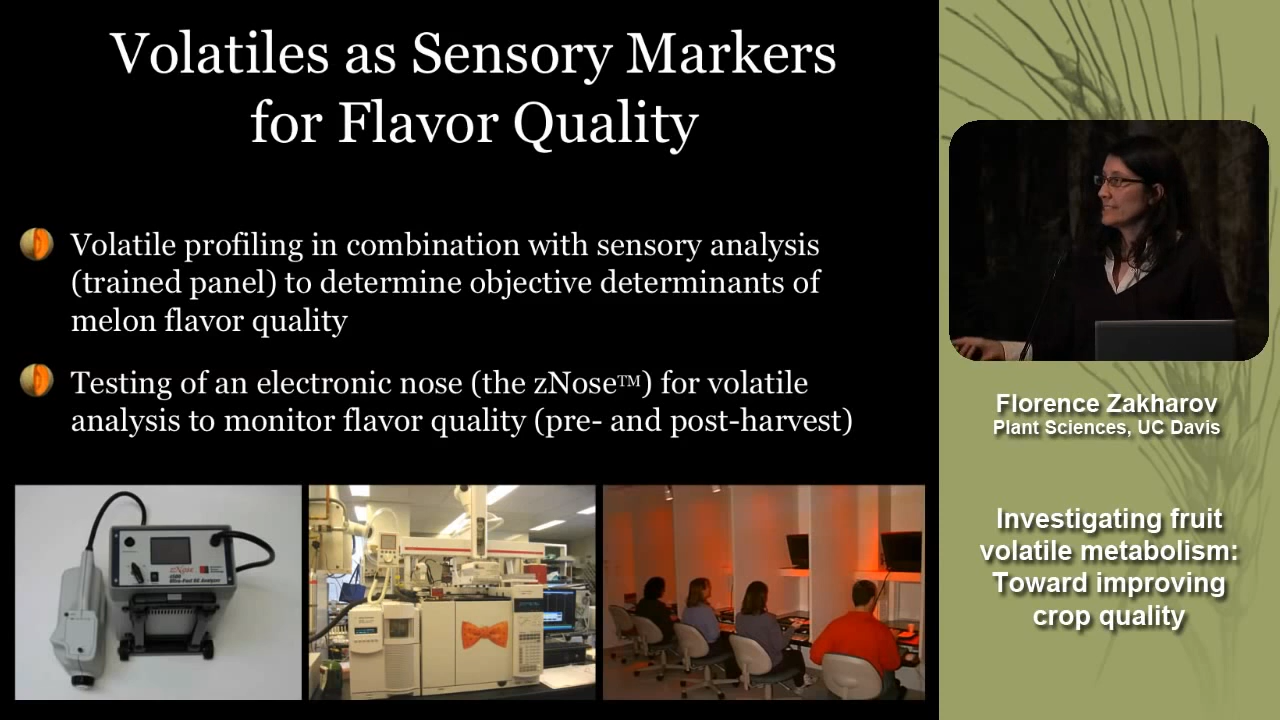 Volatiles as Sensory Markers
for Flavor Quality
Volatile profiling in combination with sensory analysis
(trained panel) to determine objective determinants of
melon flavor quality
Testing of an electronic nose (the zNose™) for volatile
analysis to monitor flavor quality (pre- and post-harvest)
Florence Zakharov
Plant Sciences, UC Davis
Investigating fruit
volatile metabolism:
Toward improving
crop quality